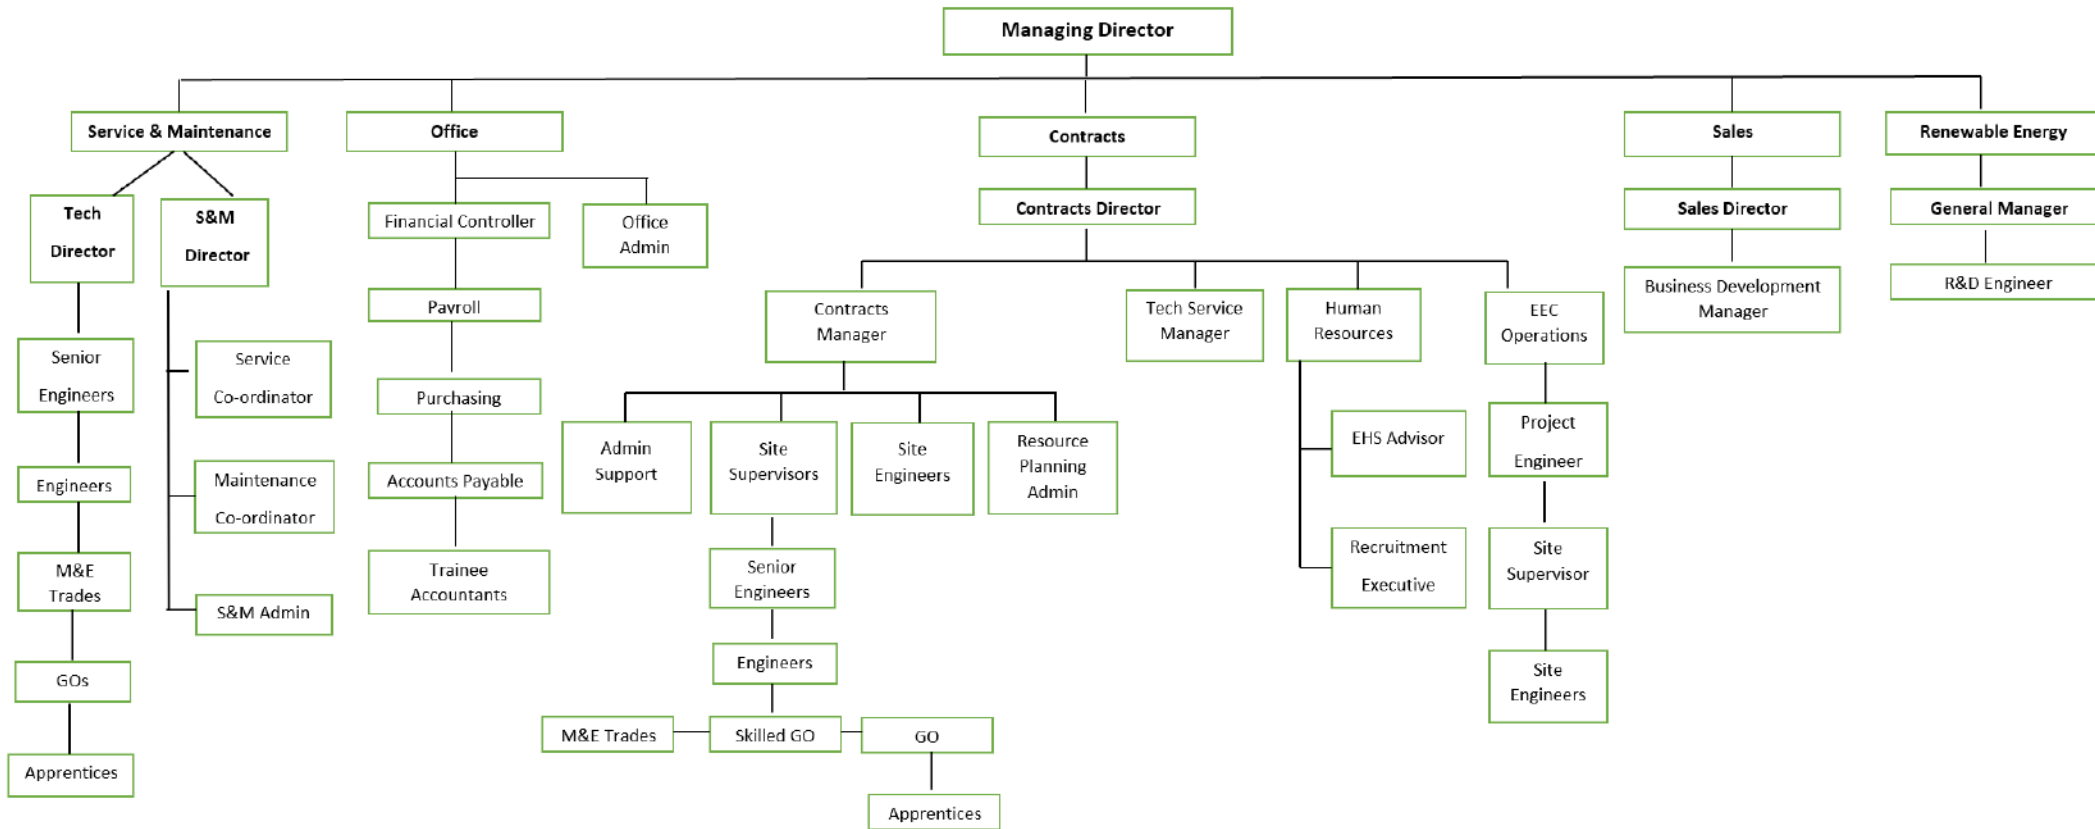 Managing Director
Service & Maintenance
Office
Contracts
Sales
Renewable Energy
Tech
Director
S&M
Director
Financial Controller
Office
Admin
Contracts Director
Sales Director
General Manager
Payroll
Contracts
Manager
Tech Service
Manager
Human
Resources
EEC
Operations
Business Development
Manager
R&D Engineer
Senior
Engineers
Service
Co-ordinator
Purchasing
Admin
Support
Site
Supervisors
Site
Engineers
Resource
Planning
Admin
EHS Advisor
Project
Engineer
Engineers
Maintenance
Co-ordinator
Accounts Payable
M&E
Trades
S&M Admin
Trainee
Accountants
Senior
Engineers
Recruitment
Executive
Site
Supervisor
GOs
Engineers
Site
Engineers
M&E Trades
Skilled GO
GO
Apprentices
Apprentices